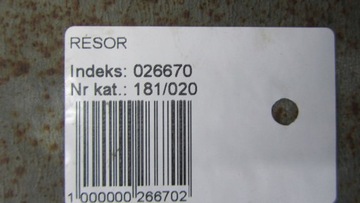 RESOR
Indeks: 026670
Nr kat.: 181/020
1 000000 266702